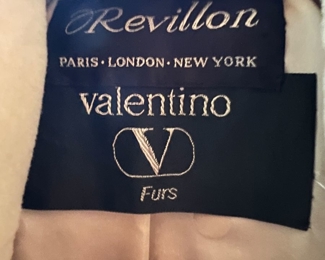 Revillon
PARIS · LONDON · NEW YORK
valentino
V
Furs